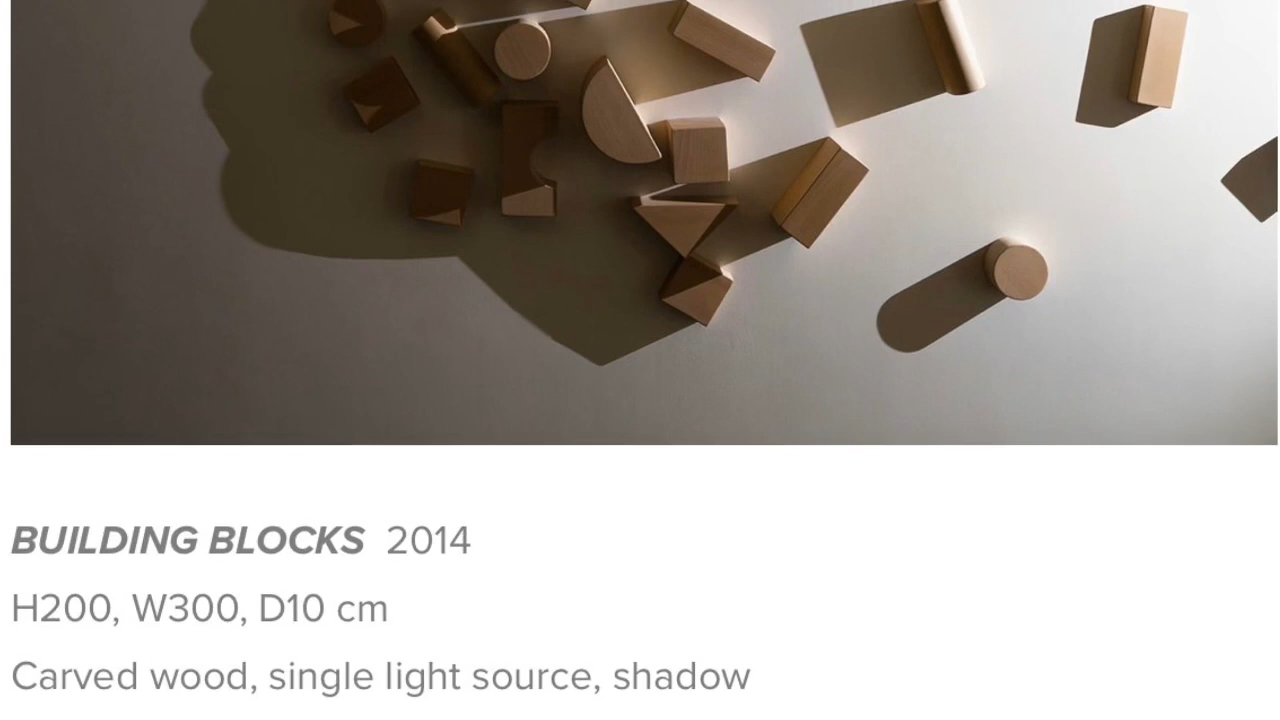 BUILDING BLOCKS 2014
H200, W300, D10 cm
Carved wood, single light source, shadow